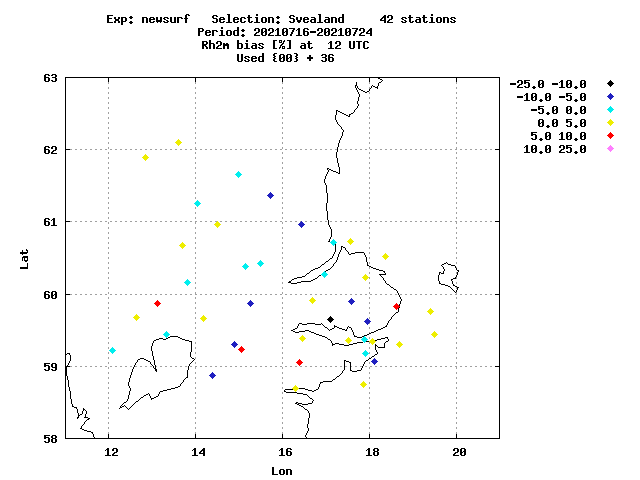 Exp: newsurf   Selection: Svealand     42 stations
Period: 20210716-20210724
Rh2m bias [%] at  12 UTC
Used {00} + 36
63
62
61
60
59
58
Lat
12 14 16 18 20
Lon
-25.0 -10.0
-10.0 -5.0
-5.0 0.0
0.0 5.0
5.0 10.0
10.0 25.0